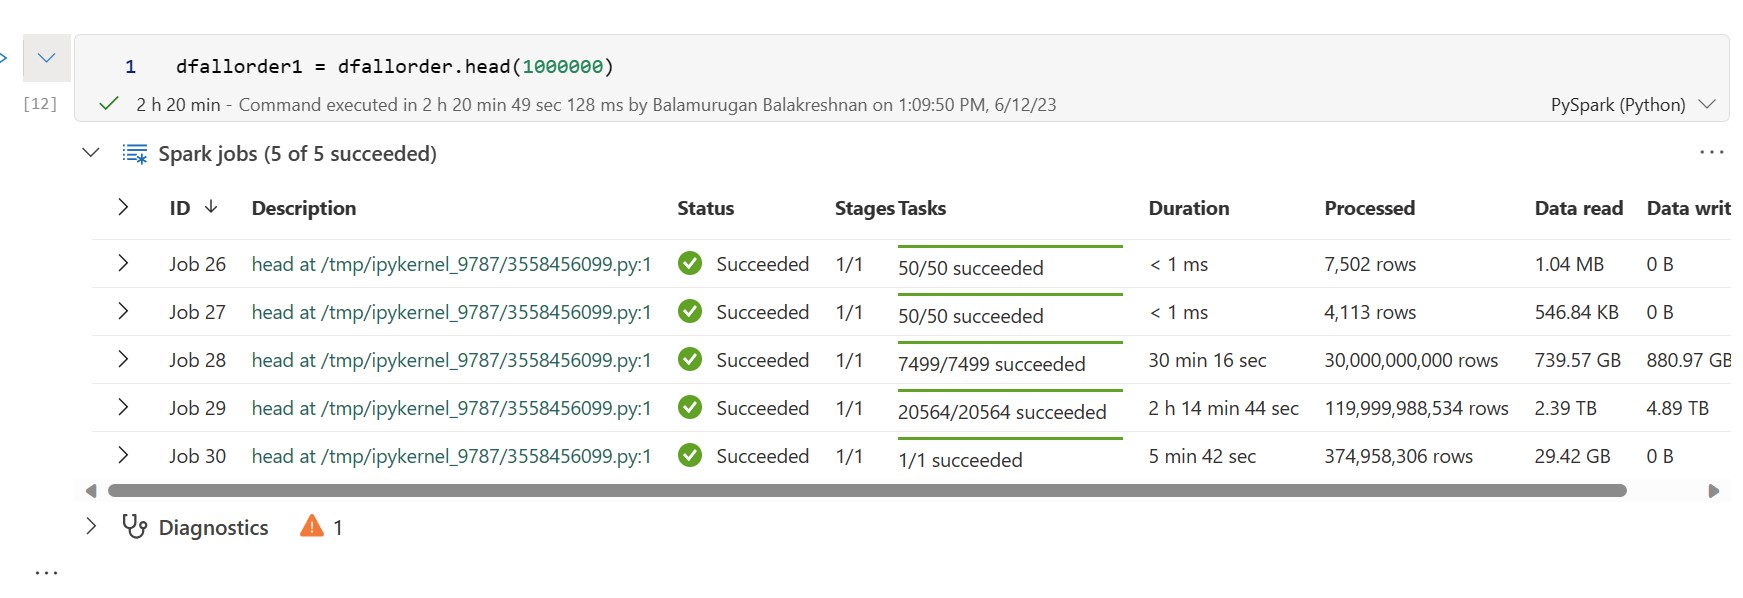 1 dfallorder1 = dfallorder.head(1000000)
[12] 2 h 20 min - Command executed in 2 h 20 min 49 sec 128 ms by Balamurugan Balakreshnan on 1:09:50 PM, 6/12/23 PySpark (Python)
Spark jobs (5 of 5 succeeded) ...
ID Description Status Stages Tasks Duration Processed Data read Data writ
Job 26 head at /tmp/ipykernel_9787/3558456099.py:1 Succeeded 1/1 50/50 succeeded < 1 ms 7,502 rows 1.04 MB 0 B
Job 27 head at /tmp/ipykernel_9787/3558456099.py:1 Succeeded 1/1 50/50 succeeded < 1 ms 4,113 rows 546.84 KB 0 B
Job 28 head at /tmp/ipykernel_9787/3558456099.py:1 Succeeded 1/1 7499/7499 succeeded 30 min 16 sec 30,000,000,000 rows 739.57 GB 880.97 GB
Job 29 head at /tmp/ipykernel_9787/3558456099.py:1 Succeeded 1/1 20564/20564 succeeded 2 h 14 min 44 sec 119,999,988,534 rows 2.39 TB 4.89 TB
Job 30 head at /tmp/ipykernel_9787/3558456099.py:1 Succeeded 1/1 1/1 succeeded 5 min 42 sec 374,958,306 rows 29.42 GB 0 B
Diagnostics 1
...